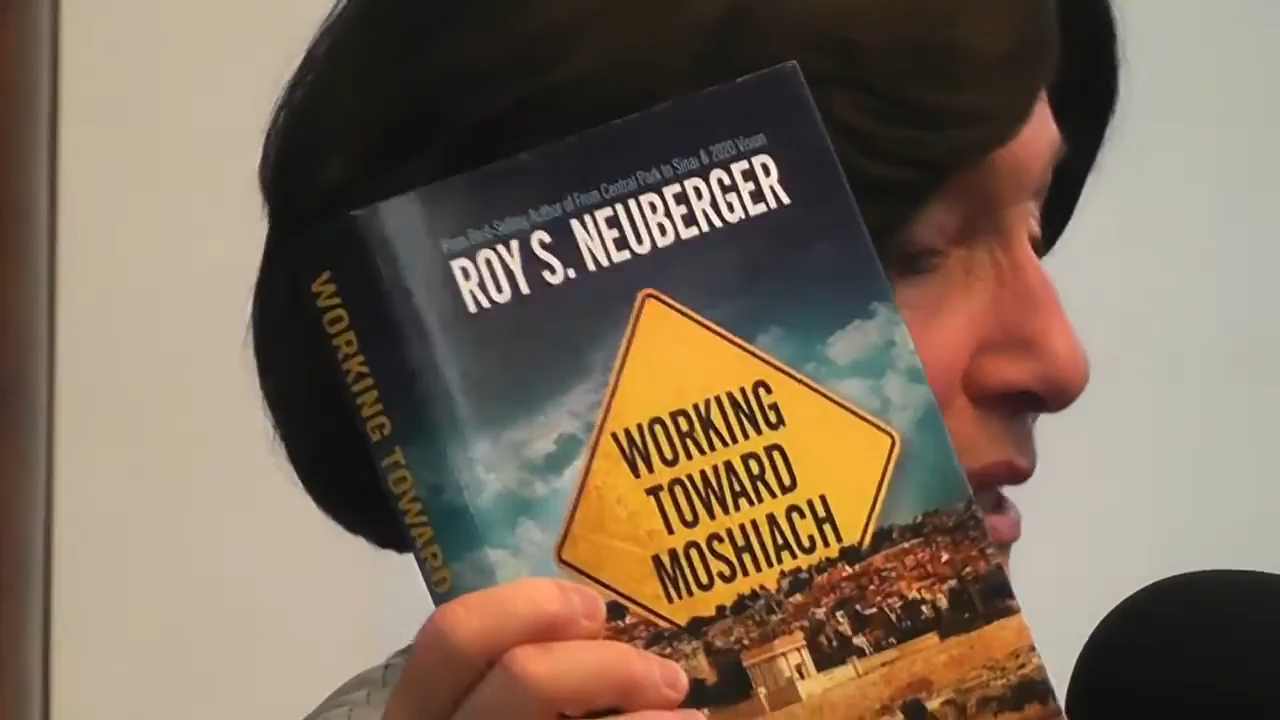 From Best-Selling Author of From Central Park to Sinai & 2020 Vision
ROY S. NEUBERGER
WORKING
TOWARD
MOSHIACH
WORKING TOWARD